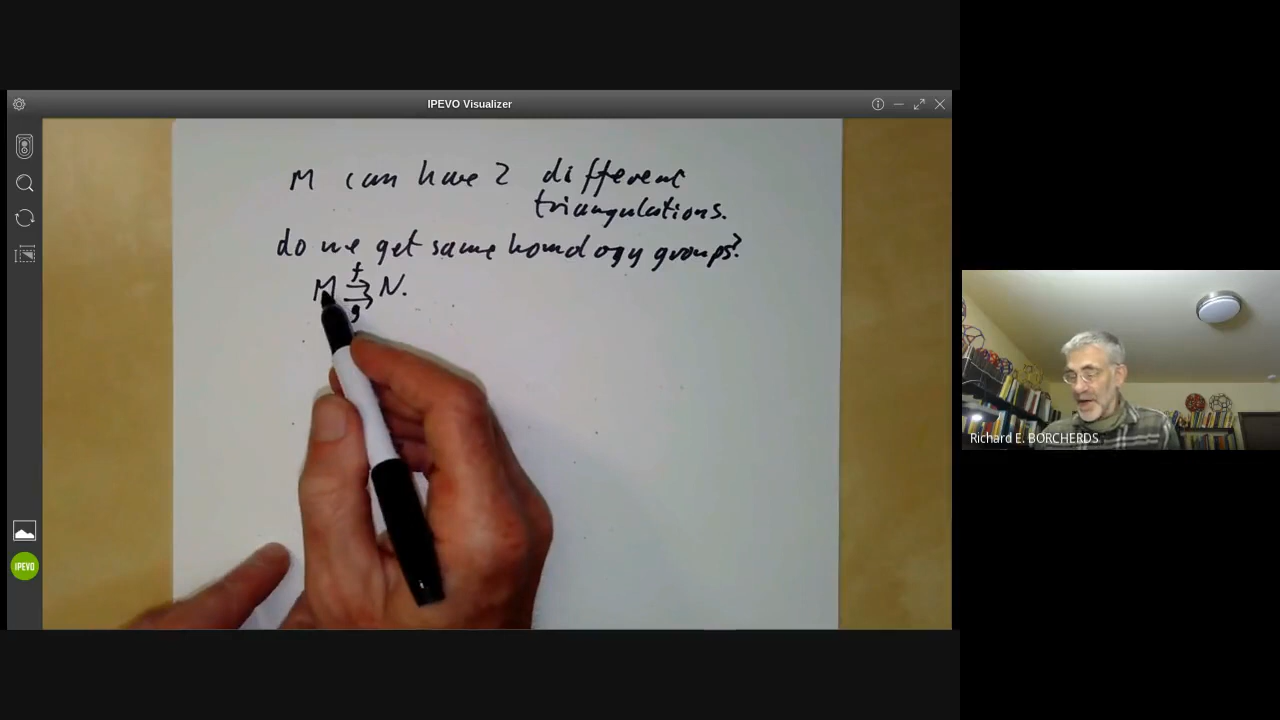 IPEVO Visualizer
M can have 2 different
triangulations.
do we get same homology groups?
f
M ⇉ N.
g
IPEVO
Richard E. BORCHERDS